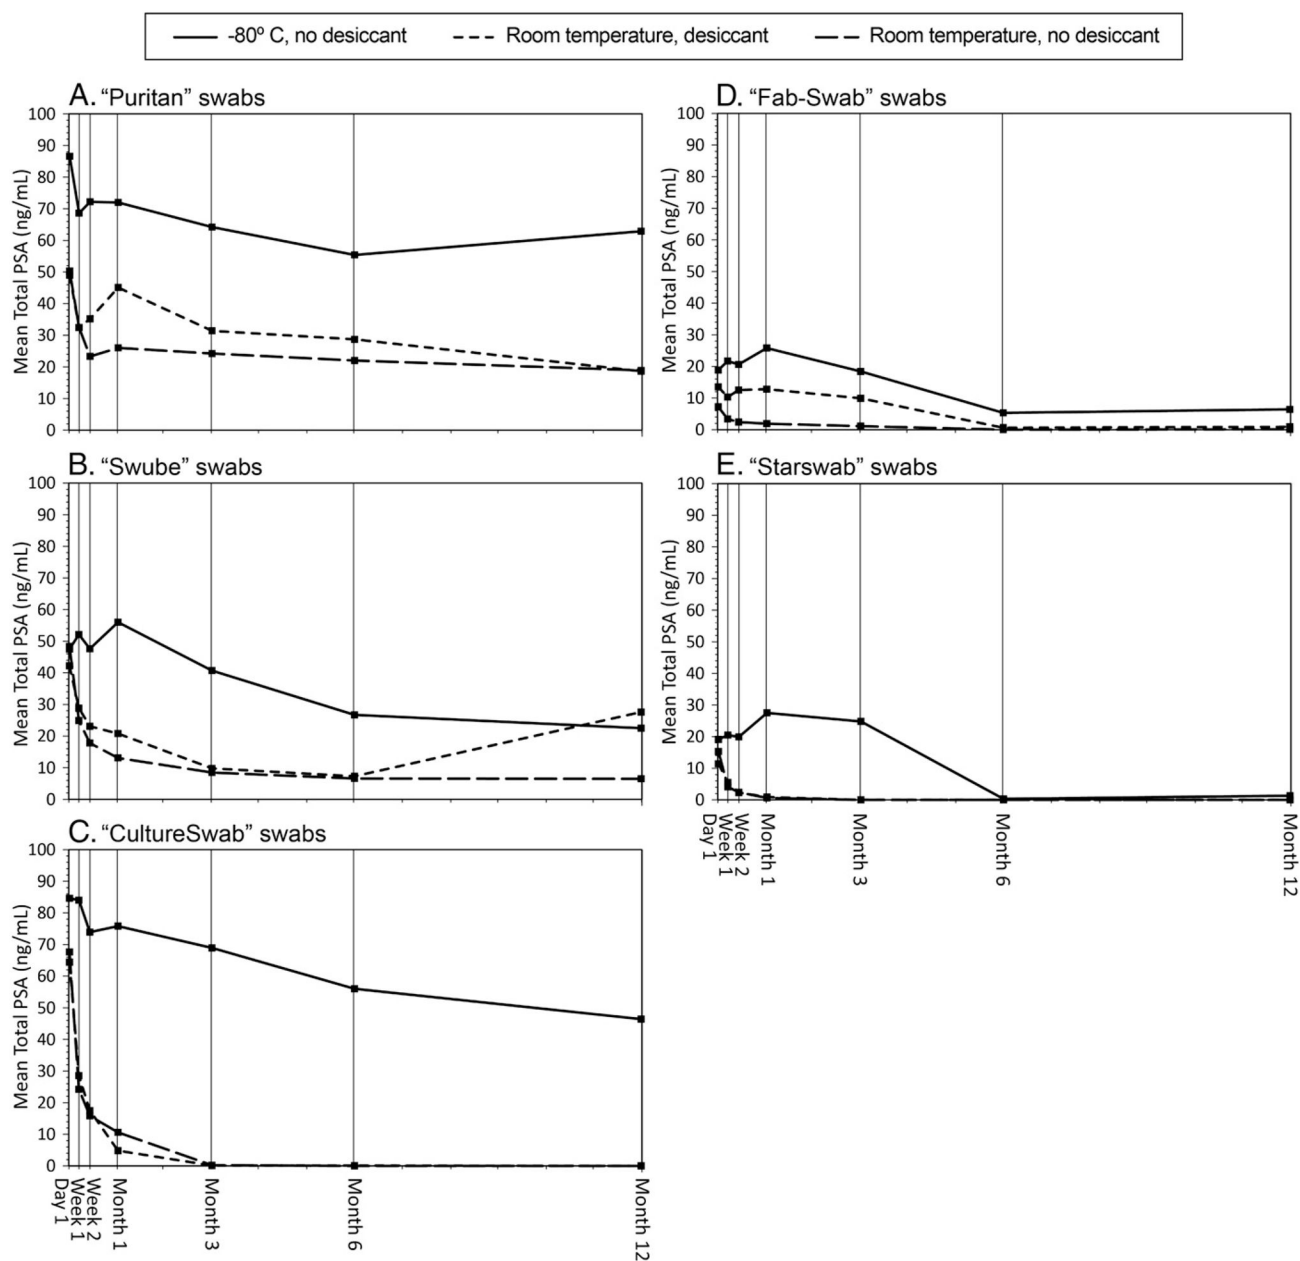 -80º C, no desiccant
Room temperature, desiccant
Room temperature, no desiccant
A. “Puritan” swabs
Mean Total PSA (ng/mL)
100
90
80
70
60
50
40
30
20
10
0
B. “Swube” swabs
Mean Total PSA (ng/mL)
100
90
80
70
60
50
40
30
20
10
0
C. “CultureSwab” swabs
Mean Total PSA (ng/mL)
100
90
80
70
60
50
40
30
20
10
0
Day 1
Week 1
Week 2
Month 1
Month 3
Month 6
Month 12
D. “Fab-Swab” swabs
Mean Total PSA (ng/mL)
100
90
80
70
60
50
40
30
20
10
0
E. “Starswab” swabs
Mean Total PSA (ng/mL)
100
90
80
70
60
50
40
30
20
10
0
Day 1
Week 1
Week 2
Month 1
Month 3
Month 6
Month 12